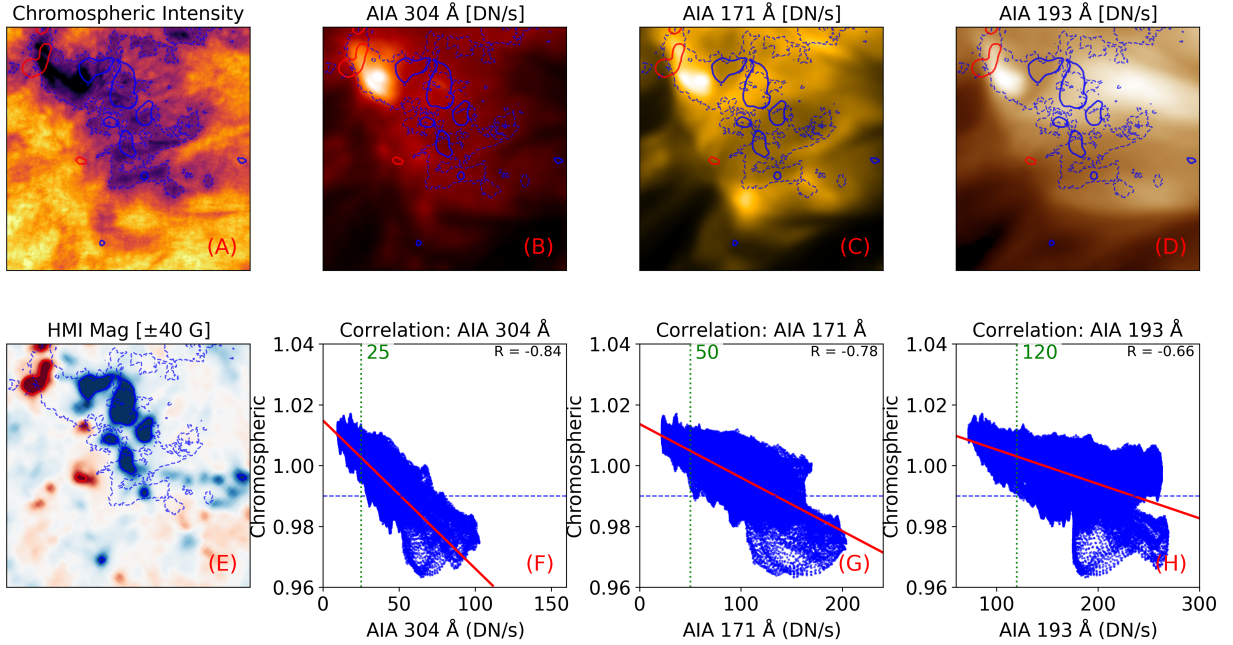 Chromospheric Intensity
AIA 304 Å [DN/s]
AIA 171 Å [DN/s]
AIA 193 Å [DN/s]
(A)
(B)
(C)
(D)
HMI Mag [±40 G]
(E)
Correlation: AIA 304 Å
R = -0.84
25
1.04
1.02
1.00
0.98
0.96
Chromospheric
(F)
0
50
100
150
AIA 304 Å (DN/s)
Correlation: AIA 171 Å
R = -0.78
50
1.04
1.02
1.00
0.98
0.96
Chromospheric
(G)
0
100
200
AIA 171 Å (DN/s)
Correlation: AIA 193 Å
R = -0.66
120
1.04
1.02
1.00
0.98
0.96
Chromospheric
(H)
100
200
300
AIA 193 Å (DN/s)